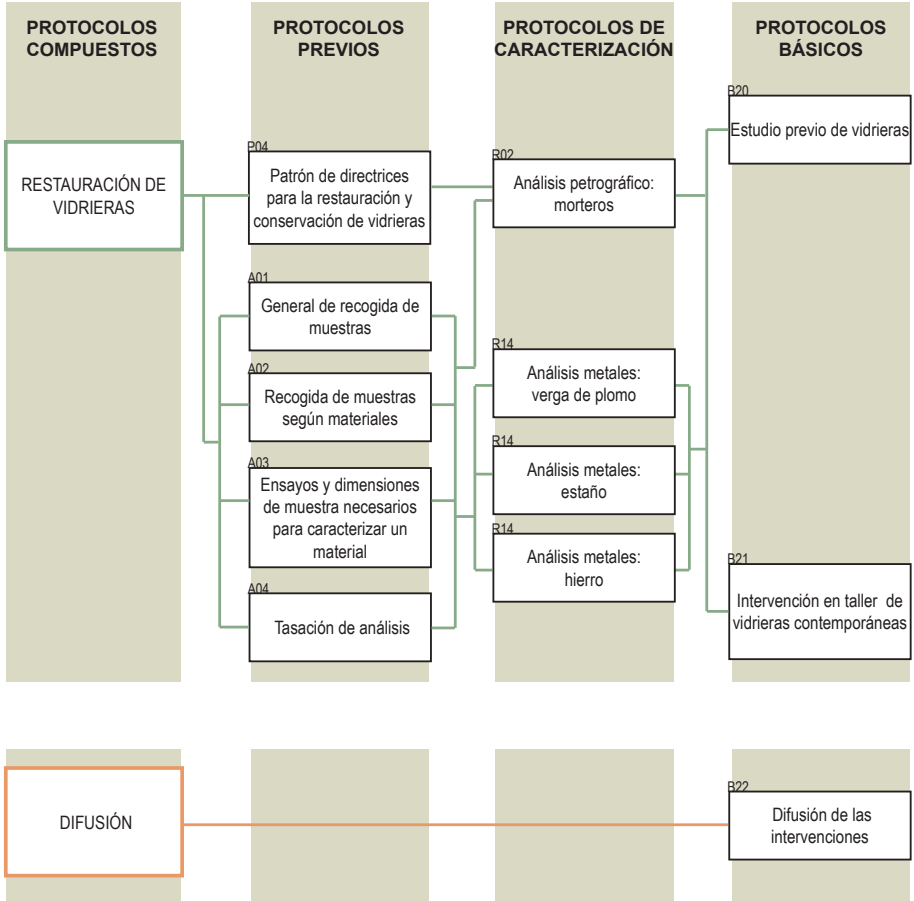 PROTOCOLOS
COMPUESTOS
PROTOCOLOS
PREVIOS
PROTOCOLOS DE
CARACTERIZACIÓN
PROTOCOLOS
BÁSICOS
RESTAURACIÓN DE
VIDRIERAS
P04
Patrón de directrices
para la restauración y
conservación de vidrieras
A01
General de recogida de
muestras
A02
Recogida de muestras
según materiales
A03
Ensayos y dimensiones
de muestra necesarios
para caracterizar un
material
A04
Tasación de análisis
R02
Análisis petrográfico:
morteros
R14
Análisis metales:
verga de plomo
R14
Análisis metales:
estaño
R14
Análisis metales:
hierro
B20
Estudio previo de vidrieras
B21
Intervención en taller de
vidrieras contemporáneas
DIFUSIÓN
B22
Difusión de las
intervenciones